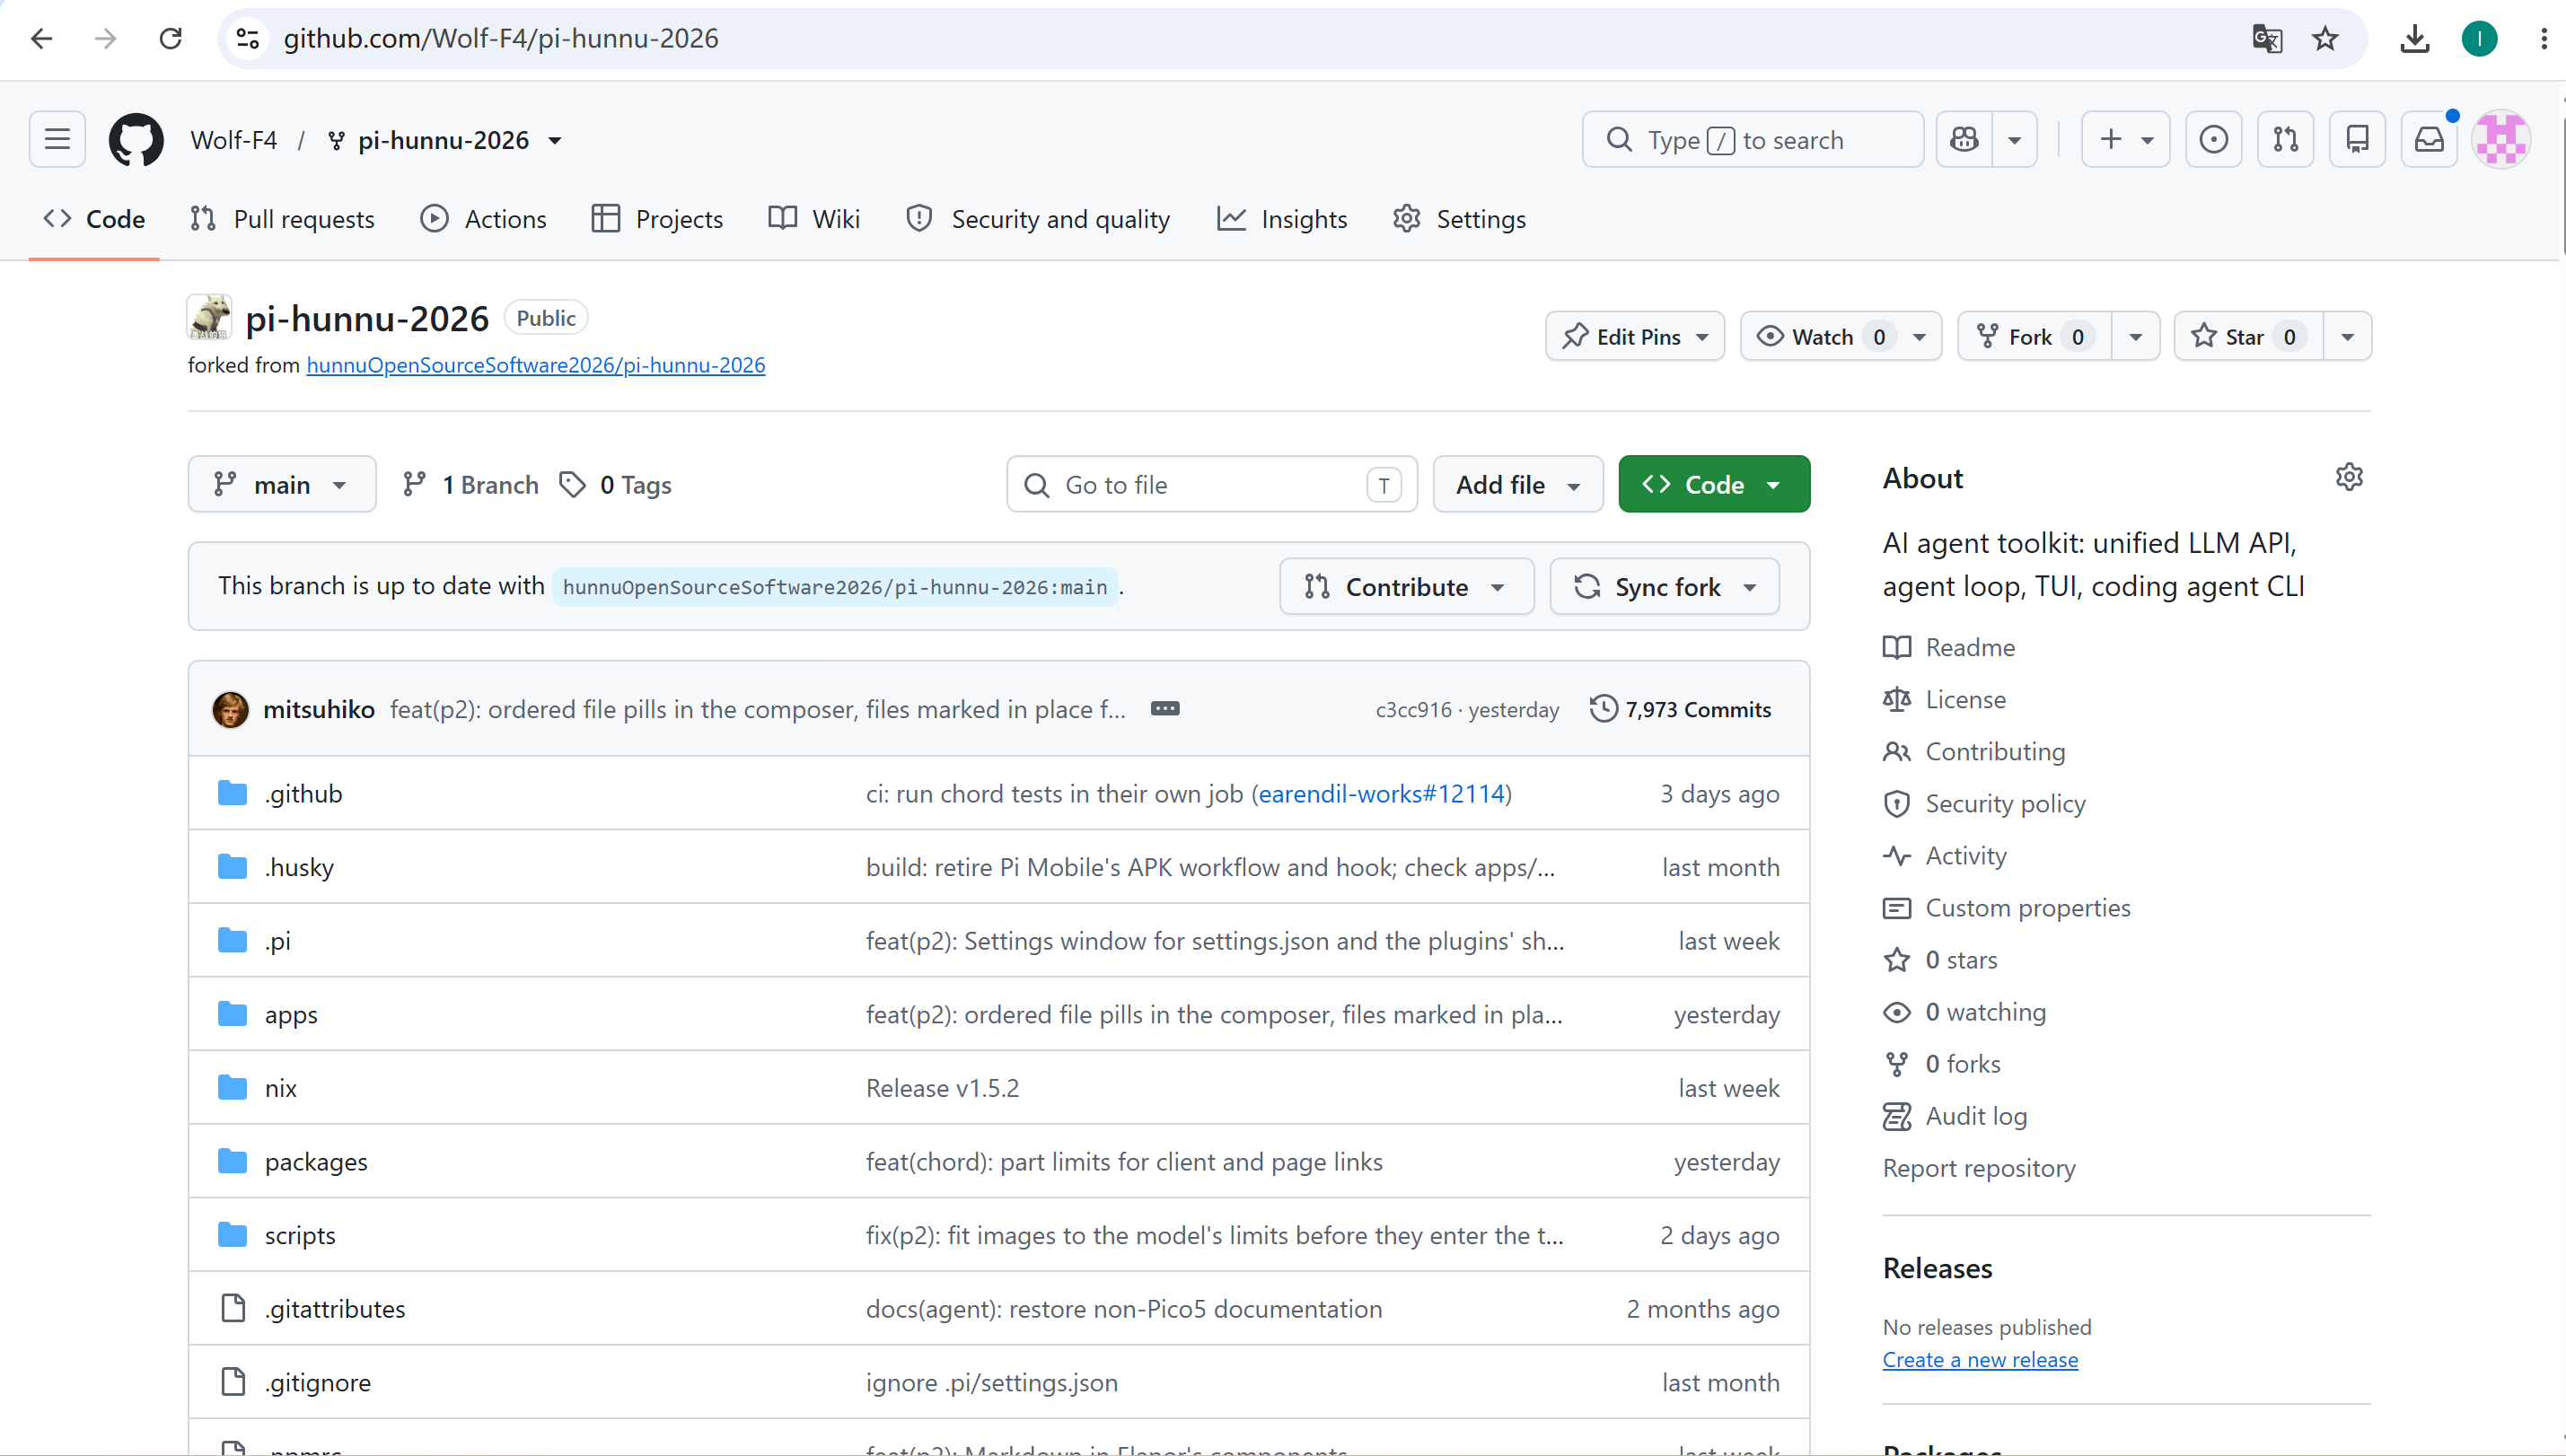 github.com/Wolf-F4/pi-hunnu-2026
I
Wolf-F4 / pi-hunnu-2026
Type / to search
Code Pull requests Actions Projects Wiki Security and quality Insights Settings
pi-hunnu-2026 Public
Edit Pins Watch 0 Fork 0 Star 0
forked from hunnuOpenSourceSoftware2026/pi-hunnu-2026
main 1 Branch 0 Tags Go to file T Add file Code
This branch is up to date with hunnuOpenSourceSoftware2026/pi-hunnu-2026:main . Contribute Sync fork
mitsuhiko feat(p2): ordered file pills in the composer, files marked in place f... c3cc916 · yesterday 7,973 Commits
.github ci: run chord tests in their own job (earendil-works#12114) 3 days ago
.husky build: retire Pi Mobile's APK workflow and hook; check apps/... last month
.pi feat(p2): Settings window for settings.json and the plugins' sh... last week
apps feat(p2): ordered file pills in the composer, files marked in pla... yesterday
nix Release v1.5.2 last week
packages feat(chord): part limits for client and page links yesterday
scripts fix(p2): fit images to the model's limits before they enter the t... 2 days ago
.gitattributes docs(agent): restore non-Pico5 documentation 2 months ago
.gitignore ignore .pi/settings.json last month
About
AI agent toolkit: unified LLM API,
agent loop, TUI, coding agent CLI
Readme
License
Contributing
Security policy
Activity
Custom properties
0 stars
0 watching
0 forks
Audit log
Report repository
Releases
No releases published
Create a new release